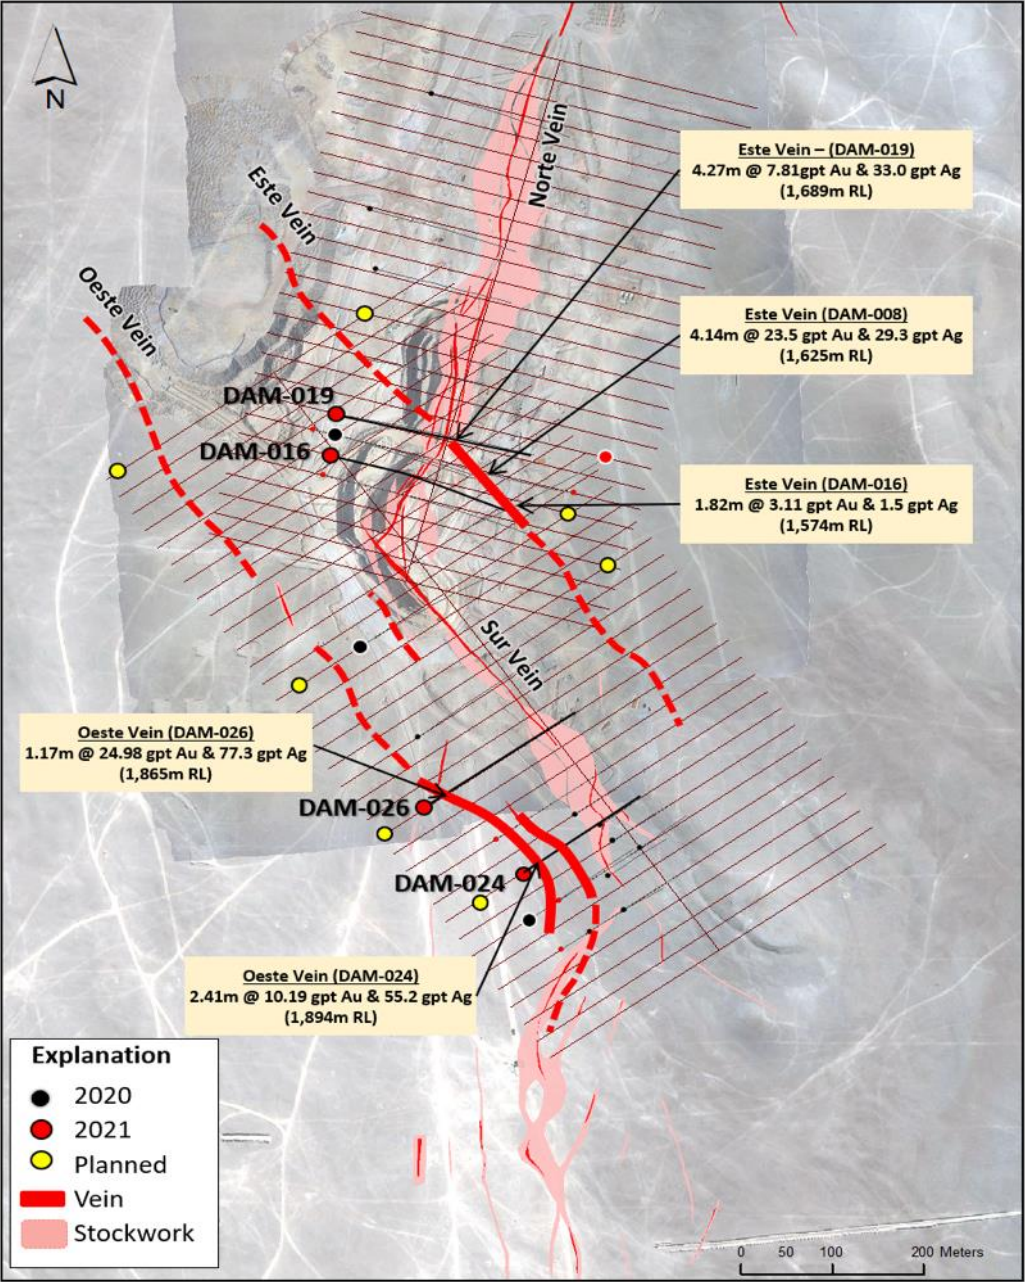 N
Norte Vein
Este Vein – (DAM-019)
4.27m @ 7.81gpt Au & 33.0 gpt Ag
(1,689m RL)
Este Vein
Oeste Vein
Este Vein (DAM-008)
4.14m @ 23.5 gpt Au & 29.3 gpt Ag
(1,625m RL)
DAM-019
DAM-016
Este Vein (DAM-016)
1.82m @ 3.11 gpt Au & 1.5 gpt Ag
(1,574m RL)
Sur Vein
Oeste Vein (DAM-026)
1.17m @ 24.98 gpt Au & 77.3 gpt Ag
(1,865m RL)
DAM-026
DAM-024
Oeste Vein (DAM-024)
2.41m @ 10.19 gpt Au & 55.2 gpt Ag
(1,894m RL)
Explanation
2020
2021
Planned
Vein
Stockwork
0 50 100 200 Meters